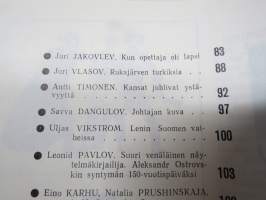 ● Juri JAKOVLEV. Kun opettaja oli lapsi 83
● Juri VLASOV. Rukajärven turkiksia 88
● Antti TIMONEN. Kansat juhlivat ystä-
vyyttä 92
● Savva DANGULOV. Johtajan kuva 97
● Uljas VIKSTRÖM. Lenin Suomen vai-
heissa 100
● Leonid PAVLOV. Suuri venäläinen näy-
telmäkirjailija. Aleksandr Ostrovs-
kin syntymän 150-vuotispäiväksi 103
● Eino KARHU, Natalia PRUSHINSKAJA,